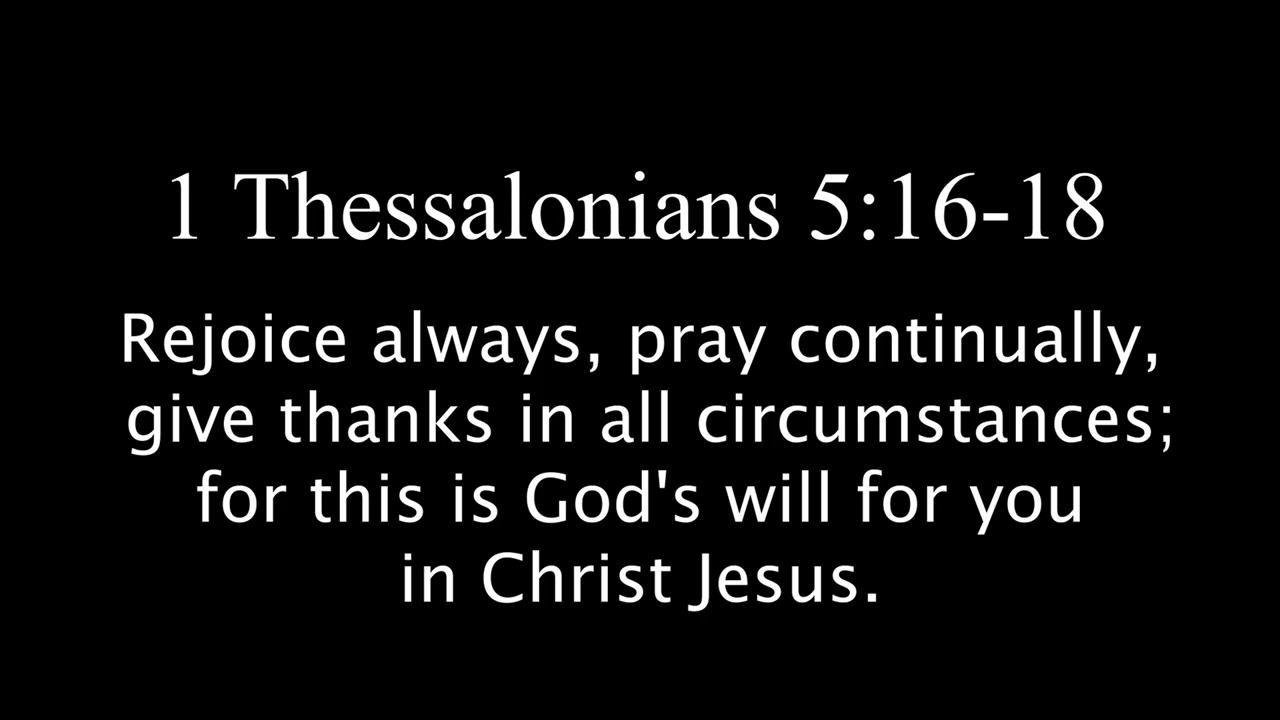 1 Thessalonians 5:16-18
Rejoice always, pray continually,
give thanks in all circumstances;
for this is God's will for you
in Christ Jesus.